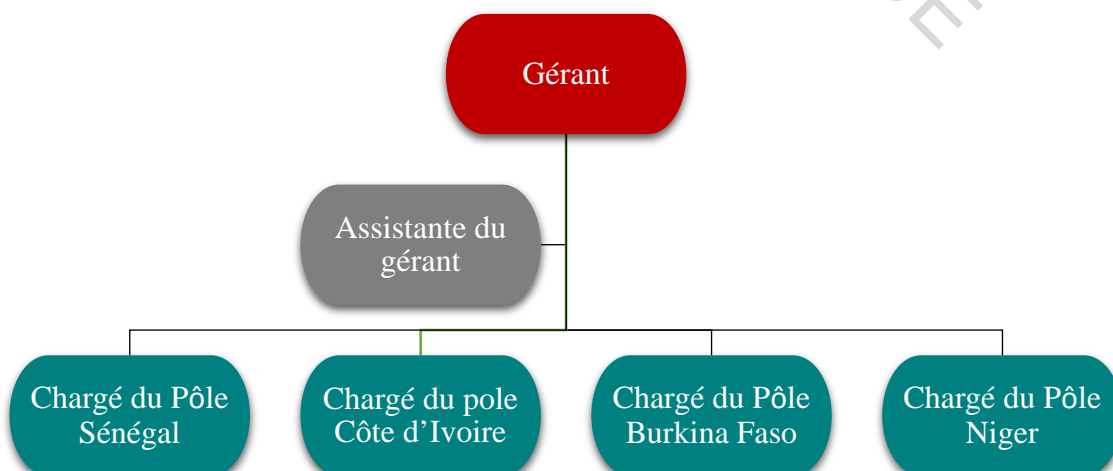 Gérant
Assistante du
gérant
Chargé du Pôle
Sénégal
Chargé du pole
Côte d’Ivoire
Chargé du Pôle
Burkina Faso
Chargé du Pôle
Niger